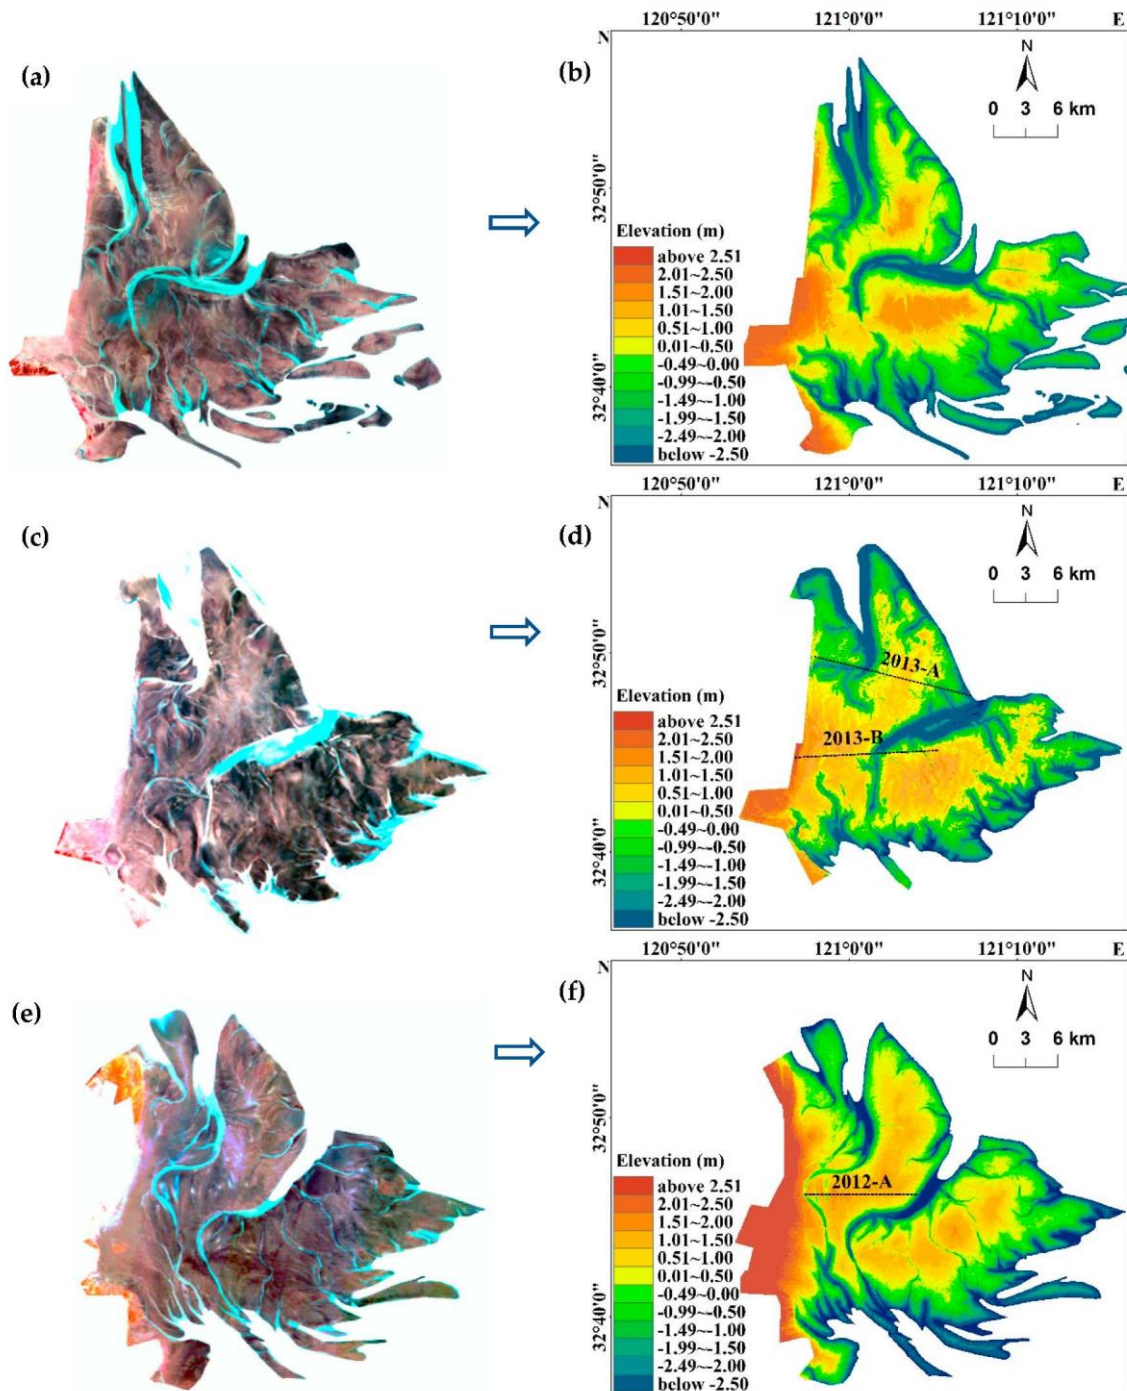 120°50'0" 121°0'0" 121°10'0" E
(a)
(b)
N
N
0 3 6 km
32°50'0"
Elevation (m)
above 2.51
2.01~2.50
1.51~2.00
1.01~1.50
0.51~1.00
0.01~0.50
-0.49~0.00
-0.99~-0.50
-1.49~-1.00
-1.99~-1.50
-2.49~-2.00
bclow -2.50
32°40'0"
120°50'0" 121°0'0" 121°10'0" E
(c)
(d)
N
N
0 3 6 km
32°50'0"
2013-A
2013-B
Elevation (m)
above 2.51
2.01~2.50
1.51~2.00
1.01~1.50
0.51~1.00
0.01~0.50
-0.49~0.00
-0.99~-0.50
-1.49~-1.00
-1.99~-1.50
-2.49~-2.00
bclow -2.50
32°40'0"
120°50'0" 121°0'0" 121°10'0" E
(e)
(f)
N
N
0 3 6 km
32°50'0"
2012-A
Elevation (m)
above 2.51
2.01~2.50
1.51~2.00
1.01~1.50
0.51~1.00
0.01~0.50
-0.49~0.00
-0.99~-0.50
-1.49~-1.00
-1.99~-1.50
-2.49~-2.00
bclow -2.50
32°40'0"